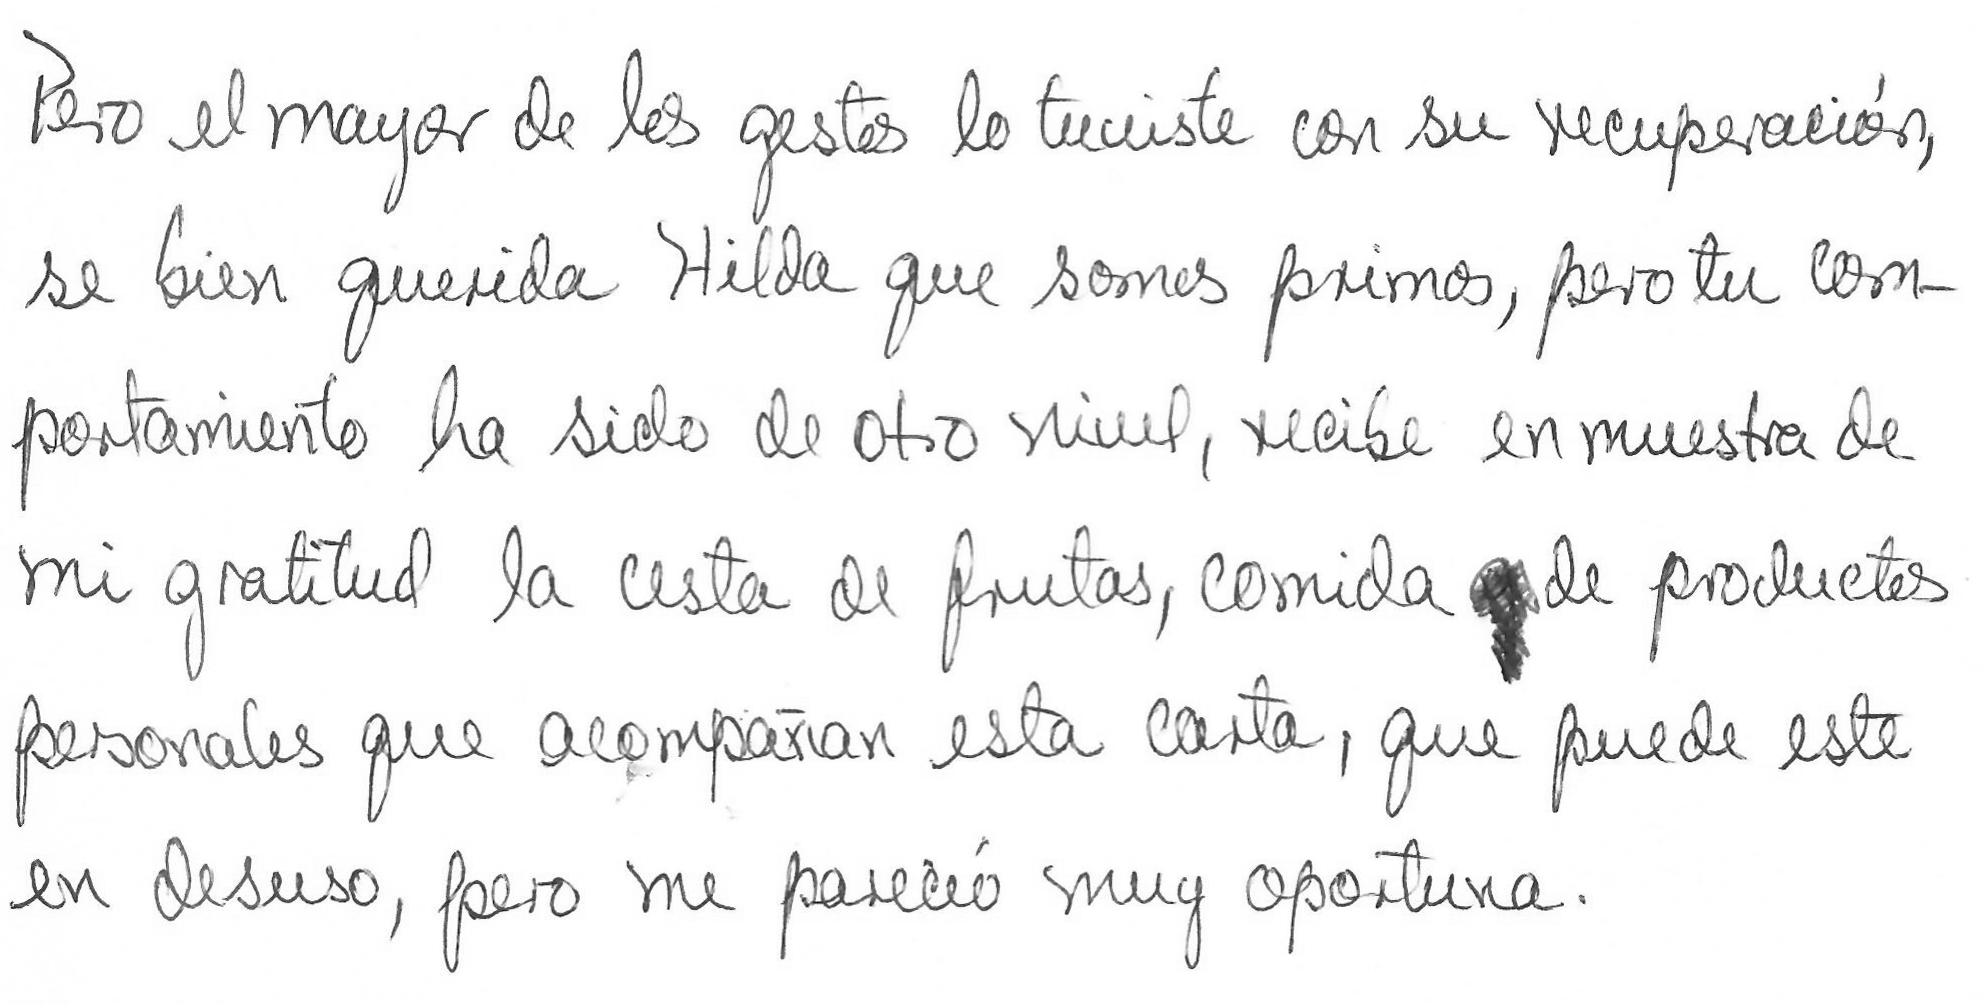 Pero el mayor de los gestos lo tuviste con su recuperación,
se bien querida Hilda que somos primos, pero tu com-
portamiento ha sido de otro nivel, recibe en muestra de
mi gratitud la cesta de frutas, comida de productos
personales que acompañan esta carta, que puede este
en desuso, pero me pareció muy oportuna.